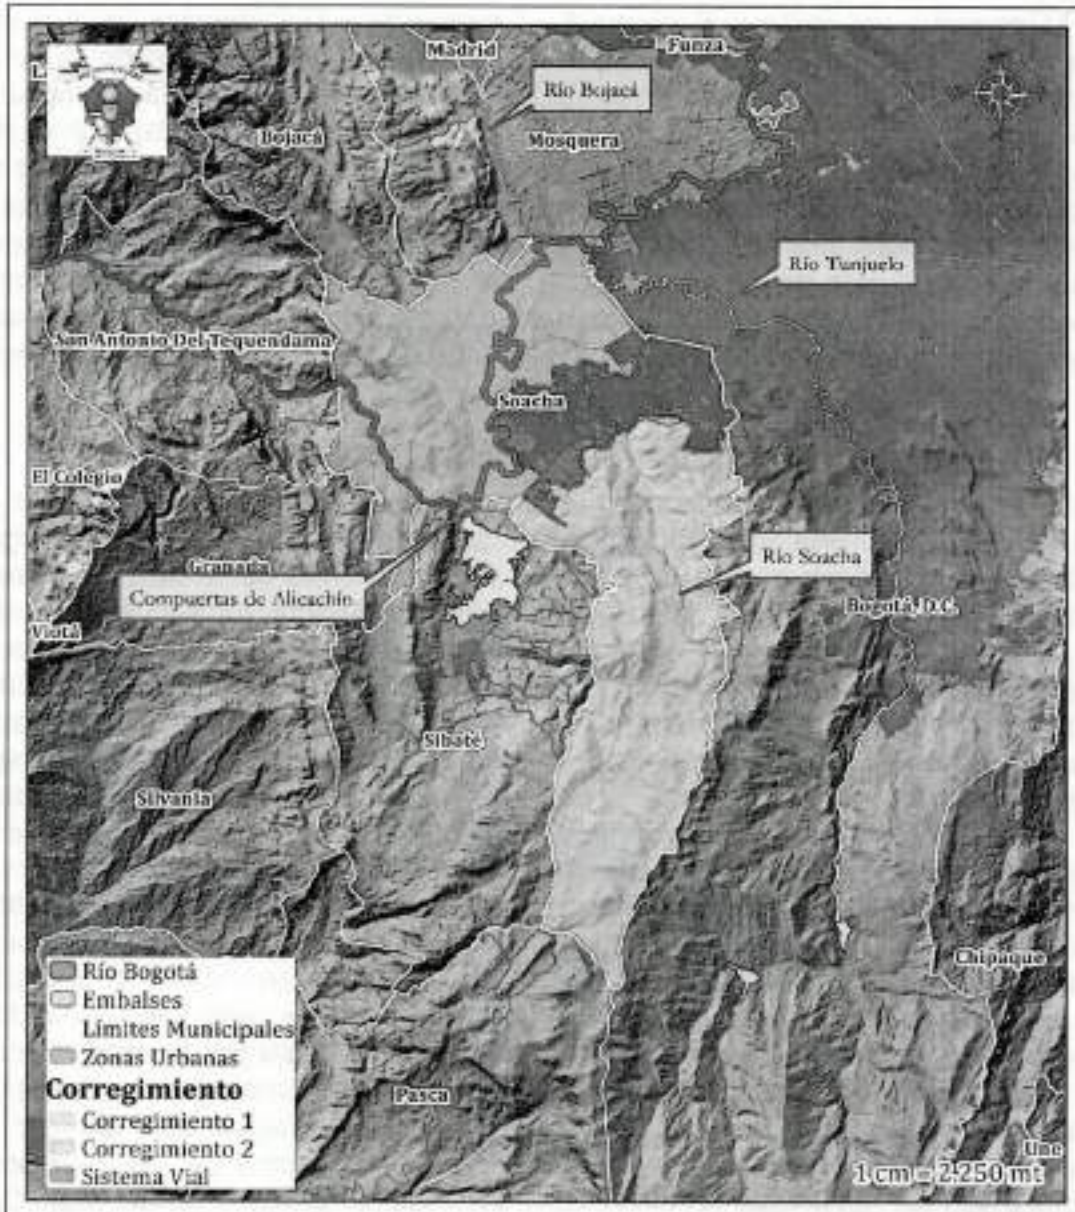 Madrid
Funza
Río Bojacá
Bojacá
Mosquera
Río Tunjuelo
San Antonio Del Tequendama
Soacha
El Colegio
Granada
Río Soacha
Compuertas de Alicachín
Bogotá, D.C.
Viotá
Sibaté
Silvania
Chipaque
Pasca
Une
Río Bogotá
Embalses
Límites Municipales
Zonas Urbanas
Corregimiento
Corregimiento 1
Corregimiento 2
Sistema Vial
1 cm = 2.250 mt